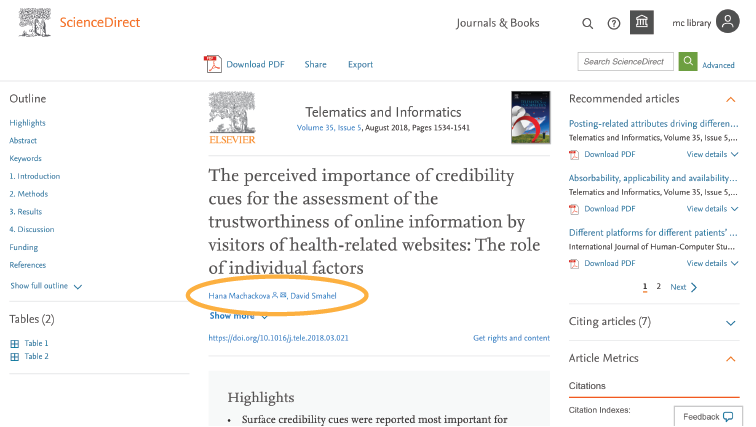 ScienceDirect
Journals & Books
mc library
Download PDF
Share
Export
Search ScienceDirect
Advanced
Outline
Highlights
Abstract
Keywords
1. Introduction
2. Methods
3. Results
4. Discussion
Funding
References
Show full outline
Tables (2)
Table 1
Table 2
ELSEVIER
Telematics and Informatics
Volume 35, Issue 5, August 2018, Pages 1534-1541
The perceived importance of credibility
cues for the assessment of the
trustworthiness of online information by
visitors of health-related websites: The role
of individual factors
Hana Machackova, David Smahel
Show more
https://doi.org/10.1016/j.tele.2018.03.021
Get rights and content
Highlights
• Surface credibility cues were reported most important for
Recommended articles
Posting-related attributes driving differen...
Telematics and Informatics, Volume 35, Issue 5,...
Download PDF
View details
Absorbability, applicability and availability...
Telematics and Informatics, Volume 35, Issue 5,...
Download PDF
View details
Different platforms for different patients' ...
International Journal of Human-Computer Stu...
Download PDF
View details
1 2 Next
Citing articles (7)
Article Metrics
Citations
Citation Indexes:
Feedback